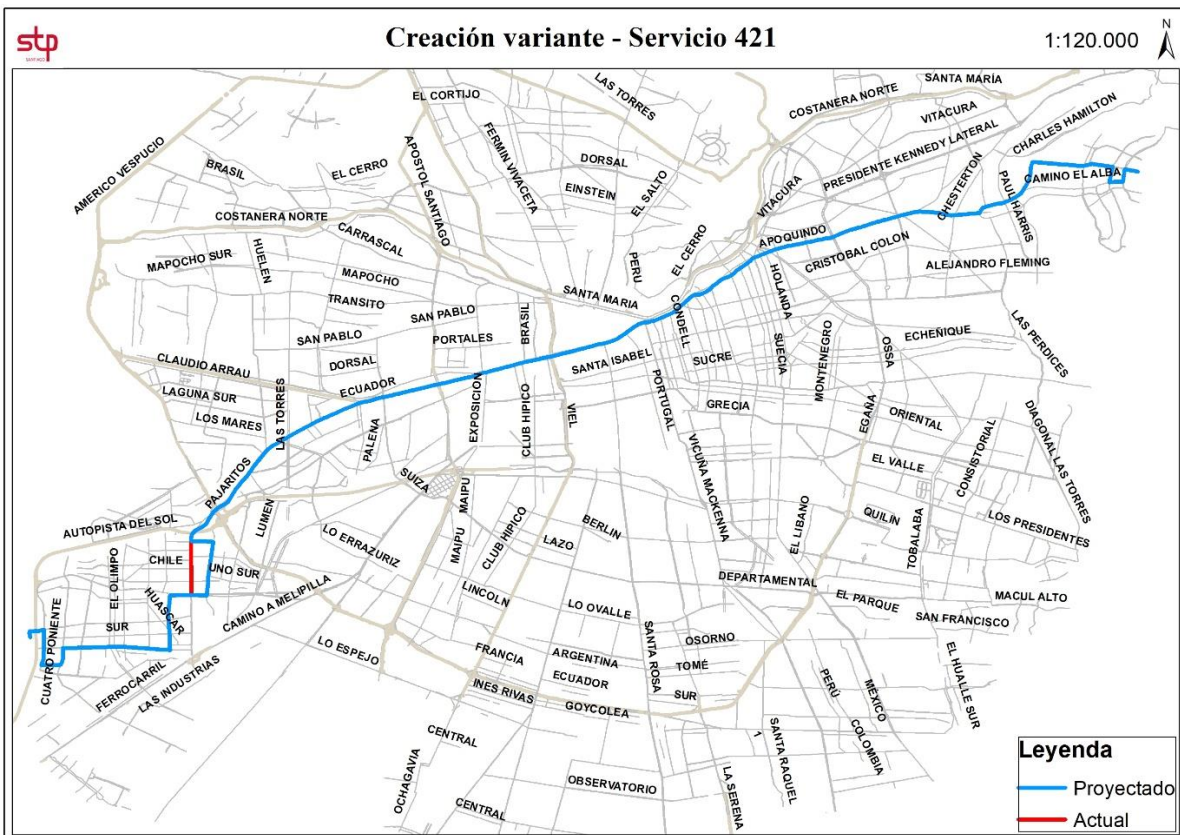 stp
Creación variante - Servicio 421
1:120.000
N
SANTA MARÍA
LAS TORRES
COSTANERA NORTE
EL CORTIJO
VITACURA
CHARLES HAMILTON
FERMIN VIVACETA
PRESIDENTE KENNEDY LATERAL
APOSTOL SANTIAGO
DORSAL
BRASIL
EL CERRO
AMERICO VESPUCIO
EINSTEIN
EL SALTO
VITACURA
CHESTERTON
PAUL HARRIS
CAMINO EL ALBA
COSTANERA NORTE
CARRASCAL
EL CERRO
APOQUINDO
CRISTOBAL COLON
HUELEN
MAPOCHO SUR
MAPOCHO
PERU
HOLANDA
ALEJANDRO FLEMING
TRANSITO
SANTA MARIA
CONDELL
SAN PABLO
BRASIL
SAN PABLO
PORTALES
LAS PERDICES
ECHEÑIQUE
SUECIA
MONTENEGRO
OSSA
DORSAL
SANTA ISABEL
SUCRE
CLAUDIO ARRAU
ECUADOR
LAGUNA SUR
LAS TORRES
EXPOSICION
CLUB HIPICO
VIEL
PORTUGAL
GRECIA
LOS MARES
PALENA
EGAÑA
ORIENTAL
DIAGONAL LAS TORRES
VICUÑA MACKENNA
CONSISTORIAL
EL VALLE
PAJARITOS
SUIZA
MAIPU
LUMEN
AUTOPISTA DEL SOL
LO ERRAZURIZ
MAIPU
CLUB HIPICO
BERLIN
LAZO
EL LIBANO
QUILIN
TOBALABA
LOS PRESIDENTES
CHILE
EL OLIMPO
UNO SUR
HUASCAR
CAMINO A MELIPILLA
LINCOLN
DEPARTAMENTAL
EL PARQUE
MACUL ALTO
LO OVALLE
SAN FRANCISCO
CUATRO PONIENTE
SUR
LO ESPEJO
SANTA ROSA
OSORNO
FRANCIA
ARGENTINA
TOMÉ
EL HUALLE SUR
FERROCARRIL
LAS INDUSTRIAS
ECUADOR
SUR
INES RIVAS
GOYCOLEA
PERÚ
MÉXICO
COLOMBIA
CENTRAL
OCHAGAVIA
1
SANTA RAQUEL
OBSERVATORIO
LA SERENA
CENTRAL
Leyenda
Proyectado
Actual